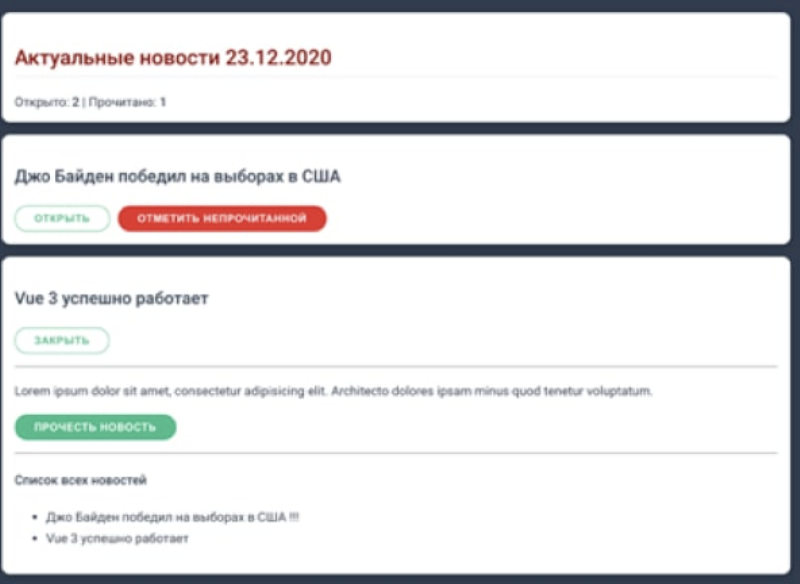 Актуальные новости 23.12.2020
Открыто: 2 | Прочитано: 1
Джо Байден победил на выборах в США
ОТКРЫТЬ ОТМЕТИТЬ НЕПРОЧИТАННОЙ
Vue 3 успешно работает
ЗАКРЫТЬ
Lorem ipsum dolor sit amet, consectetur adipisicing elit. Architecto dolores ipsam minus quod tenetur voluptatum.
ПРОЧЕСТЬ НОВОСТЬ
Список всех новостей
• Джо Байден победил на выборах в США !!!
• Vue 3 успешно работает